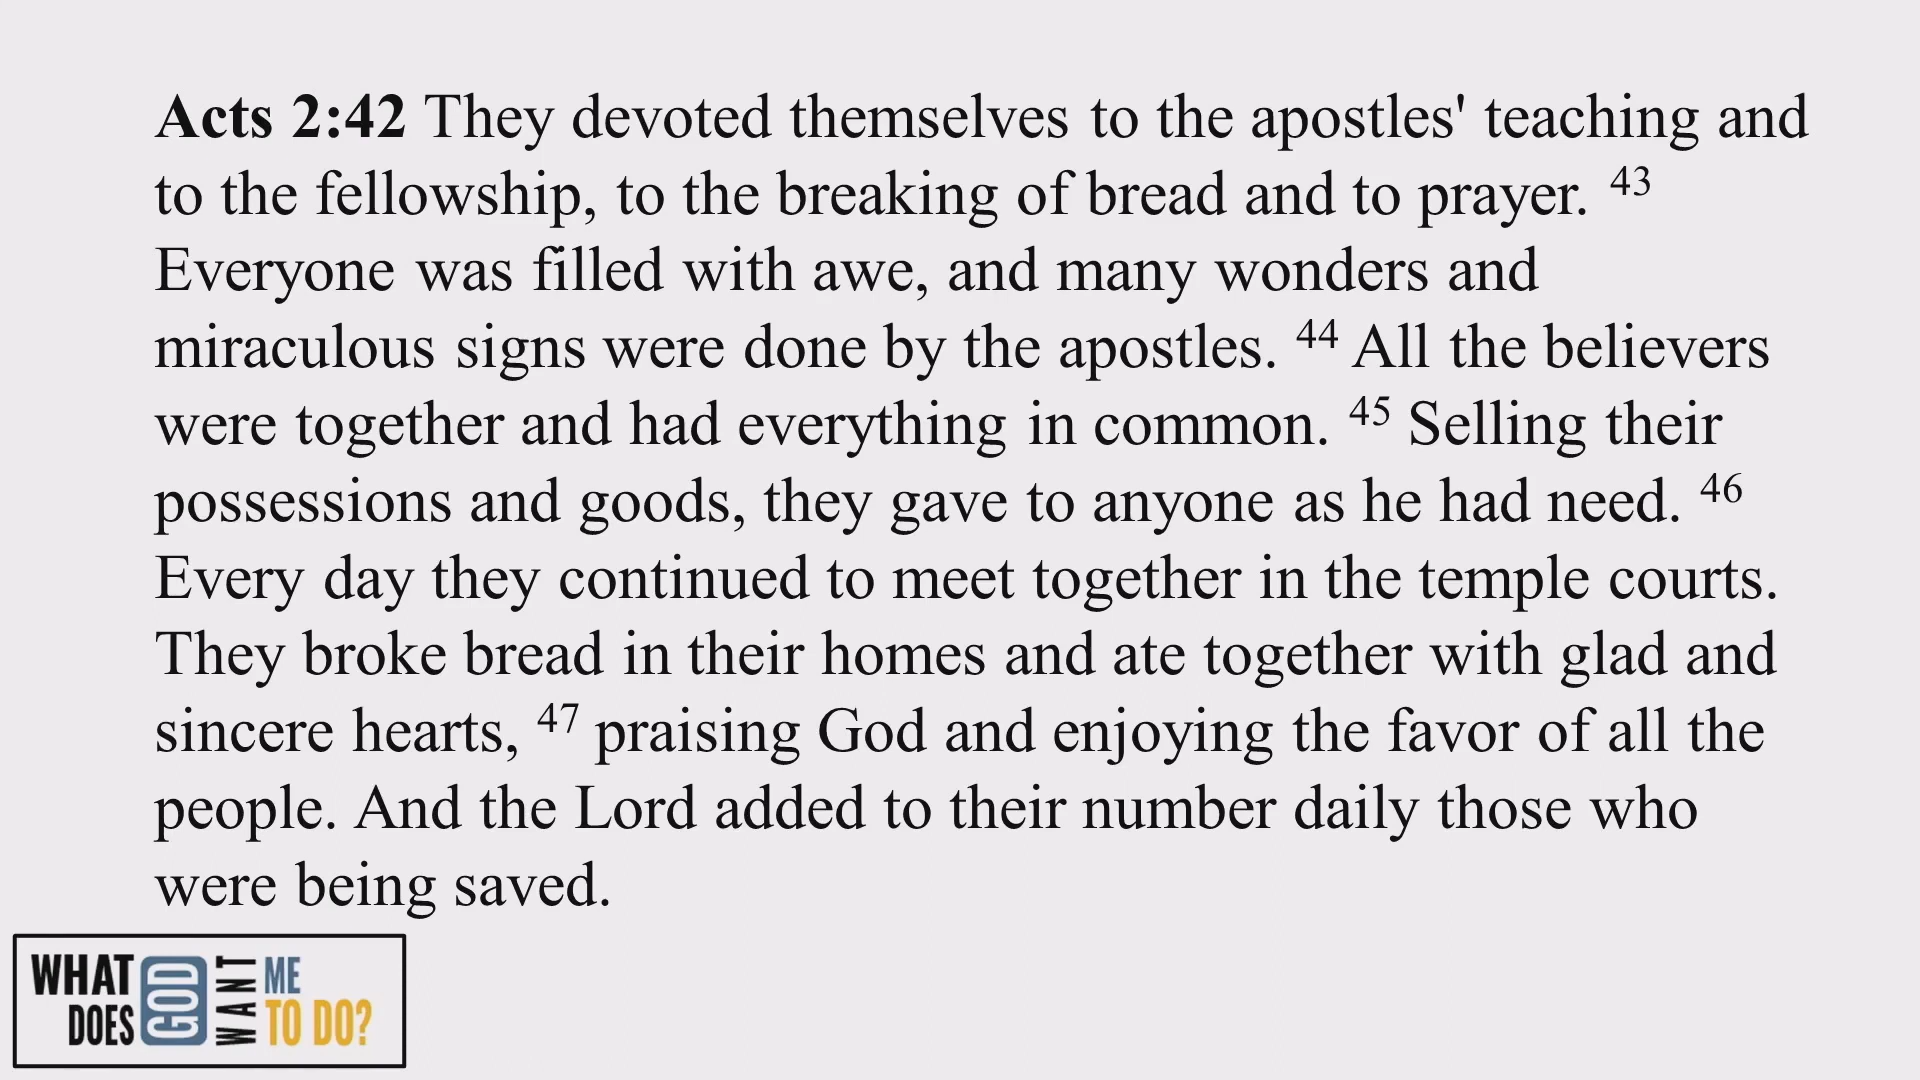 Acts 2:42 They devoted themselves to the apostles' teaching and
to the fellowship, to the breaking of bread and to prayer. 43
Everyone was filled with awe, and many wonders and
miraculous signs were done by the apostles. 44 All the believers
were together and had everything in common. 45 Selling their
possessions and goods, they gave to anyone as he had need. 46
Every day they continued to meet together in the temple courts.
They broke bread in their homes and ate together with glad and
sincere hearts, 47 praising God and enjoying the favor of all the
people. And the Lord added to their number daily those who
were being saved.
WHAT
DOES
GOD
WANT
ME
TO DO?